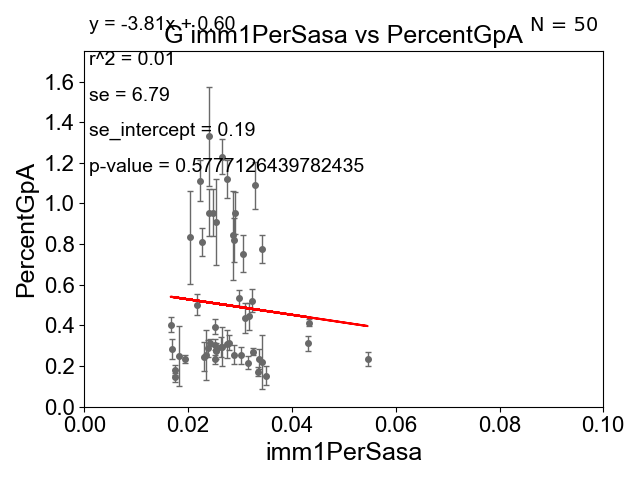 y = -3.81x + 0.60
N = 50
G imm1PerSasa vs PercentGpA
r^2 = 0.01
se = 6.79
se_intercept = 0.19
p-value = 0.5777126439782435
PercentGpA
1.6
1.4
1.2
1.0
0.8
0.6
0.4
0.2
0.0
0.00
0.02
0.04
0.06
0.08
0.10
imm1PerSasa